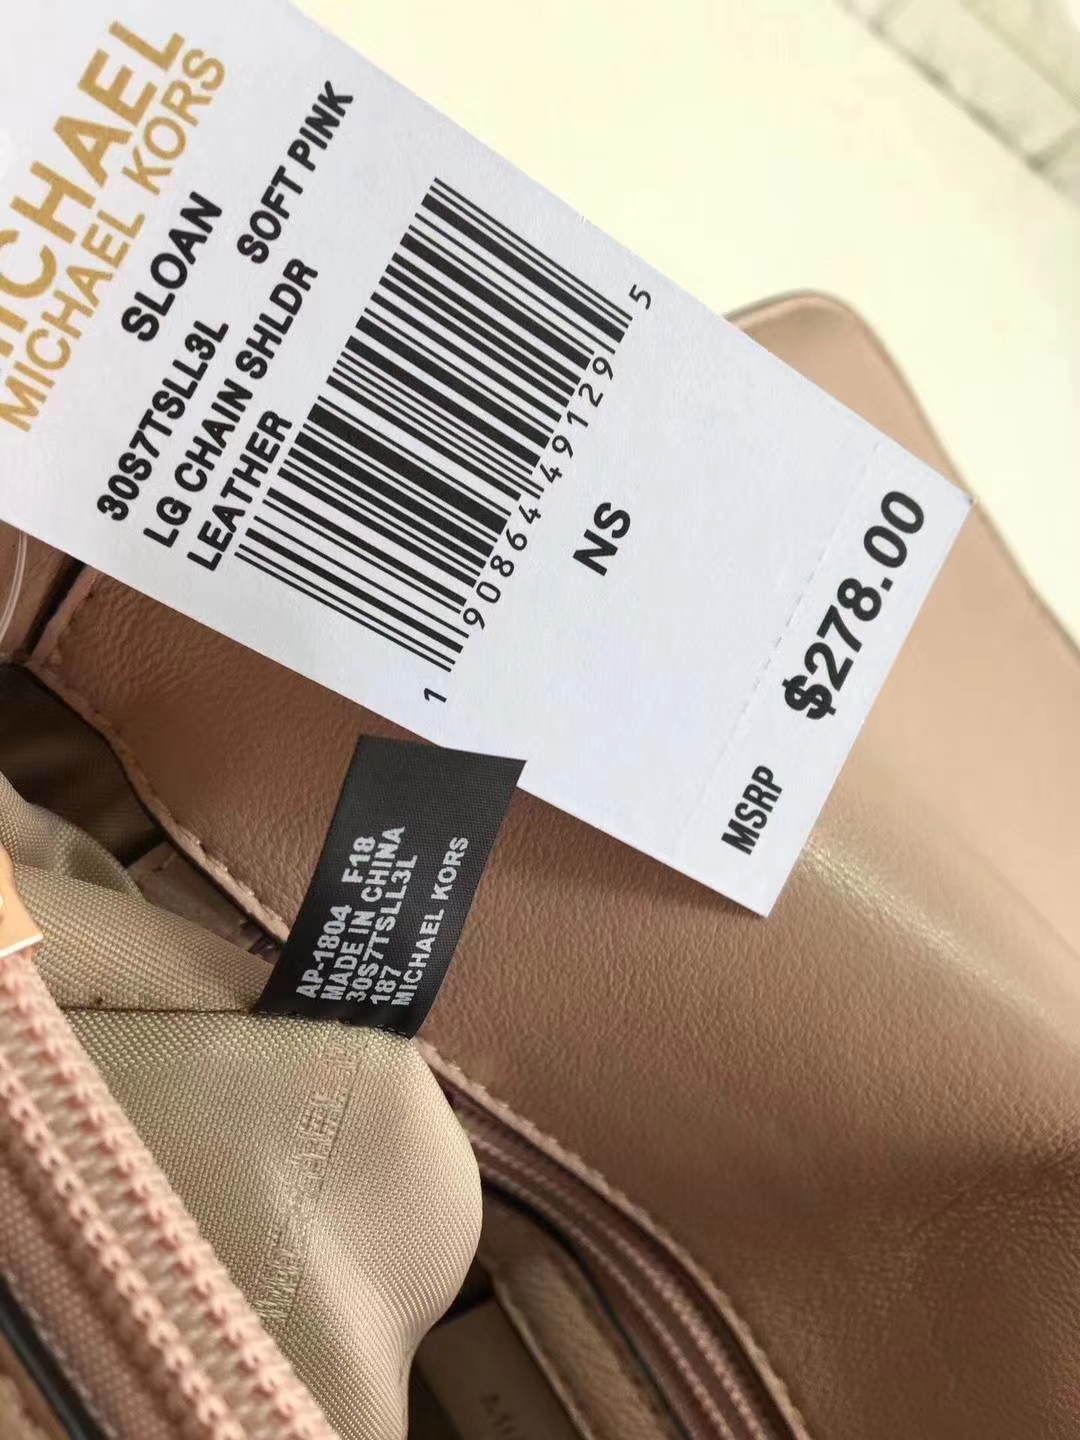 MICHAEL
MICHAEL KORS
SLOAN
30S7TSLL3L SOFT PINK
LG CHAIN SHLDR
LEATHER
1 90864 49129 5
NS
MSRP $278.00
AP-1804 F18
MADE IN CHINA
30S7TSLL3L
187
MICHAEL KORS